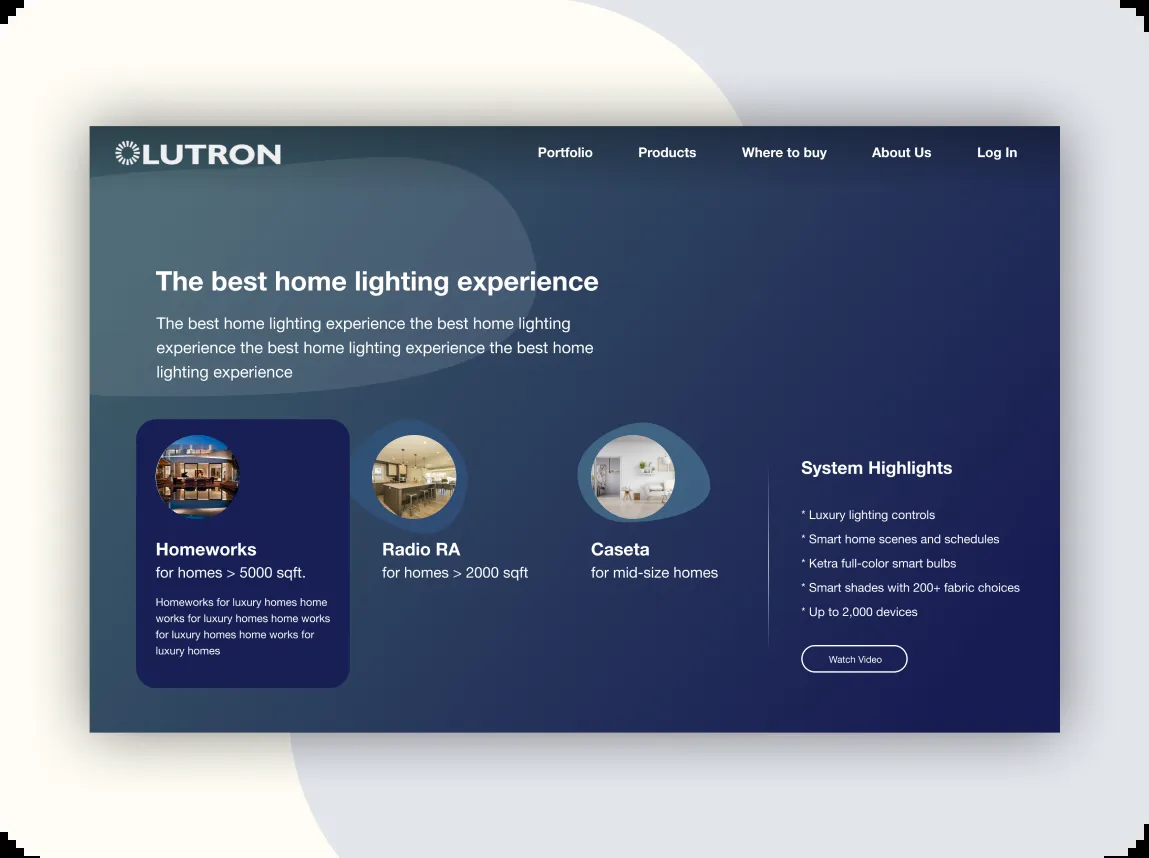 LUTRON
Portfolio
Products
Where to buy
About Us
Log In
The best home lighting experience
The best home lighting experience the best home lighting
experience the best home lighting experience the best home
lighting experience
Homeworks
for homes > 5000 sqft.
Homeworks for luxury homes home
works for luxury homes home works
for luxury homes home works for
luxury homes
Radio RA
for homes > 2000 sqft
Caseta
for mid-size homes
System Highlights
* Luxury lighting controls
* Smart home scenes and schedules
* Ketra full-color smart bulbs
* Smart shades with 200+ fabric choices
* Up to 2,000 devices
Watch Video